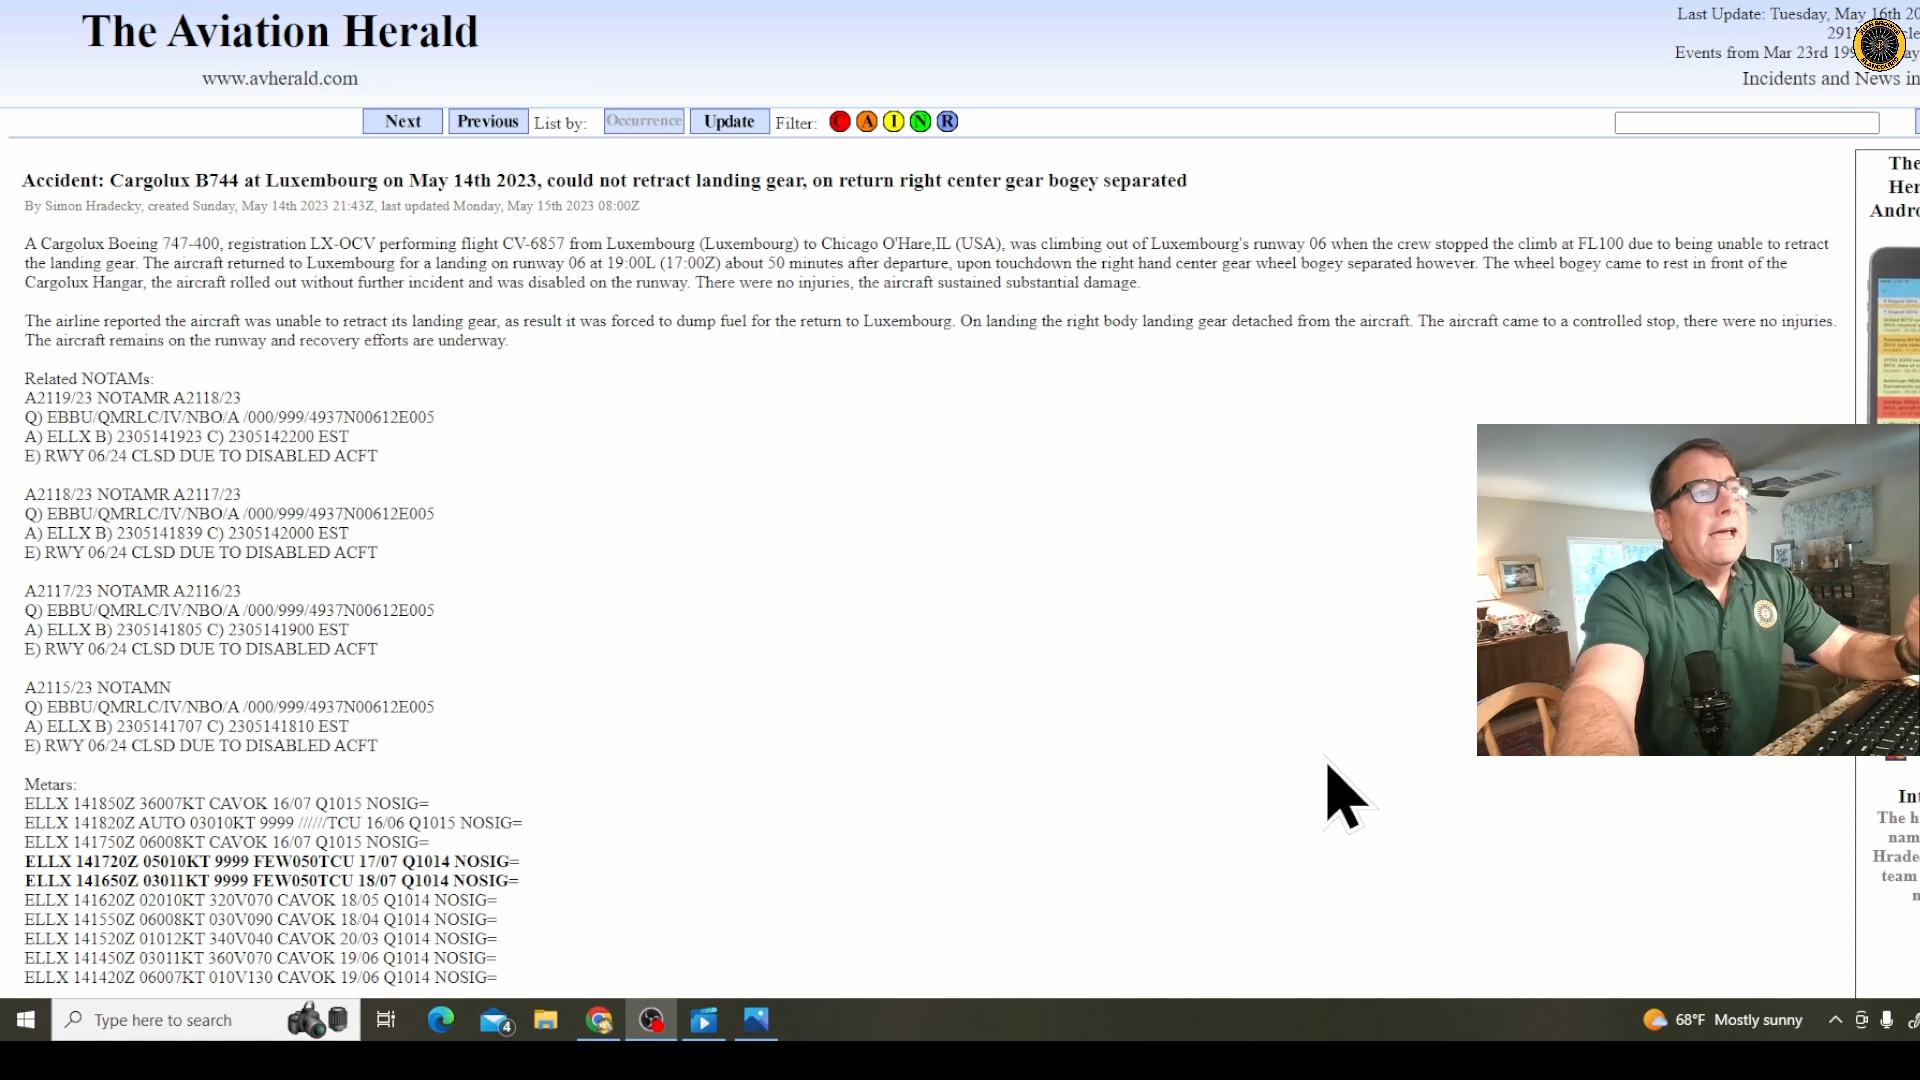 The Aviation Herald
www.avherald.com
Last Update: Tuesday, May 16th 20
291
Events from Mar 23rd 199
Incidents and News in
Next Previous List by: Occurrence Update Filter: C A I N R
Accident: Cargolux B744 at Luxembourg on May 14th 2023, could not retract landing gear, on return right center gear bogey separated
By Simon Hradecky, created Sunday, May 14th 2023 21:43Z, last updated Monday, May 15th 2023 08:00Z
A Cargolux Boeing 747-400, registration LX-OCV performing flight CV-6857 from Luxembourg (Luxembourg) to Chicago O'Hare,IL (USA), was climbing out of Luxembourg's runway 06 when the crew stopped the climb at FL100 due to being unable to retract
the landing gear. The aircraft returned to Luxembourg for a landing on runway 06 at 19:00L (17:00Z) about 50 minutes after departure, upon touchdown the right hand center gear wheel bogey separated however. The wheel bogey came to rest in front of the
Cargolux Hangar, the aircraft rolled out without further incident and was disabled on the runway. There were no injuries, the aircraft sustained substantial damage.
The airline reported the aircraft was unable to retract its landing gear, as result it was forced to dump fuel for the return to Luxembourg. On landing the right body landing gear detached from the aircraft. The aircraft came to a controlled stop, there were no injuries.
The aircraft remains on the runway and recovery efforts are underway.
Related NOTAMs:
A2119/23 NOTAMR A2118/23
Q) EBBU/QMRLC/IV/NBO/A /000/999/4937N00612E005
A) ELLX B) 2305141923 C) 2305142200 EST
E) RWY 06/24 CLSD DUE TO DISABLED ACFT
A2118/23 NOTAMR A2117/23
Q) EBBU/QMRLC/IV/NBO/A /000/999/4937N00612E005
A) ELLX B) 2305141839 C) 2305142000 EST
E) RWY 06/24 CLSD DUE TO DISABLED ACFT
A2117/23 NOTAMR A2116/23
Q) EBBU/QMRLC/IV/NBO/A /000/999/4937N00612E005
A) ELLX B) 2305141805 C) 2305141900 EST
E) RWY 06/24 CLSD DUE TO DISABLED ACFT
A2115/23 NOTAMN
Q) EBBU/QMRLC/IV/NBO/A /000/999/4937N00612E005
A) ELLX B) 2305141707 C) 2305141810 EST
E) RWY 06/24 CLSD DUE TO DISABLED ACFT
Metars:
ELLX 141850Z 36007KT CAVOK 16/07 Q1015 NOSIG=
ELLX 141820Z AUTO 03010KT 9999 //////TCU 16/06 Q1015 NOSIG=
ELLX 141750Z 06008KT CAVOK 16/07 Q1015 NOSIG=
ELLX 141720Z 05010KT 9999 FEW050TCU 17/07 Q1014 NOSIG=
ELLX 141650Z 03011KT 9999 FEW050TCU 18/07 Q1014 NOSIG=
ELLX 141620Z 02010KT 320V070 CAVOK 18/05 Q1014 NOSIG=
ELLX 141550Z 06008KT 030V090 CAVOK 18/04 Q1014 NOSIG=
ELLX 141520Z 01012KT 340V040 CAVOK 20/03 Q1014 NOSIG=
ELLX 141450Z 03011KT 360V070 CAVOK 19/06 Q1014 NOSIG=
ELLX 141420Z 06007KT 010V130 CAVOK 19/06 Q1014 NOSIG=
The
Her
Andro
Int
The h
nam
Hrade
team
n
Type here to search
4
68°F Mostly sunny